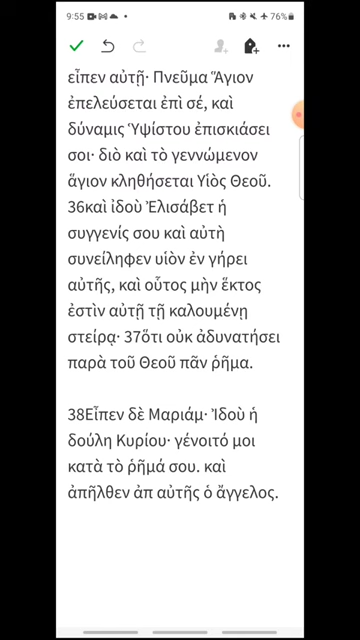 9:55
76%
εἶπεν αὐτῇ· Πνεῦμα Ἅγιον
ἐπελεύσεται ἐπὶ σέ, καὶ
δύναμις Ὑψίστου ἐπισκιάσει
σοι· διὸ καὶ τὸ γεννώμενον
ἅγιον κληθήσεται Υἱὸς Θεοῦ.
36καὶ ἰδοὺ Ἐλισάβετ ἡ
συγγενίς σου καὶ αὐτὴ
συνείληφεν υἱὸν ἐν γήρει
αὐτῆς, καὶ οὗτος μὴν ἕκτος
ἐστὶν αὐτῇ τῇ καλουμένῃ
στείρᾳ· 37ὅτι οὐκ ἀδυνατήσει
παρὰ τοῦ Θεοῦ πᾶν ῥῆμα.
38Εἶπεν δὲ Μαριάμ· Ἰδοὺ ἡ
δούλη Κυρίου· γένοιτό μοι
κατὰ τὸ ῥῆμά σου. καὶ
ἀπῆλθεν ἀπ αὐτῆς ὁ ἄγγελος.